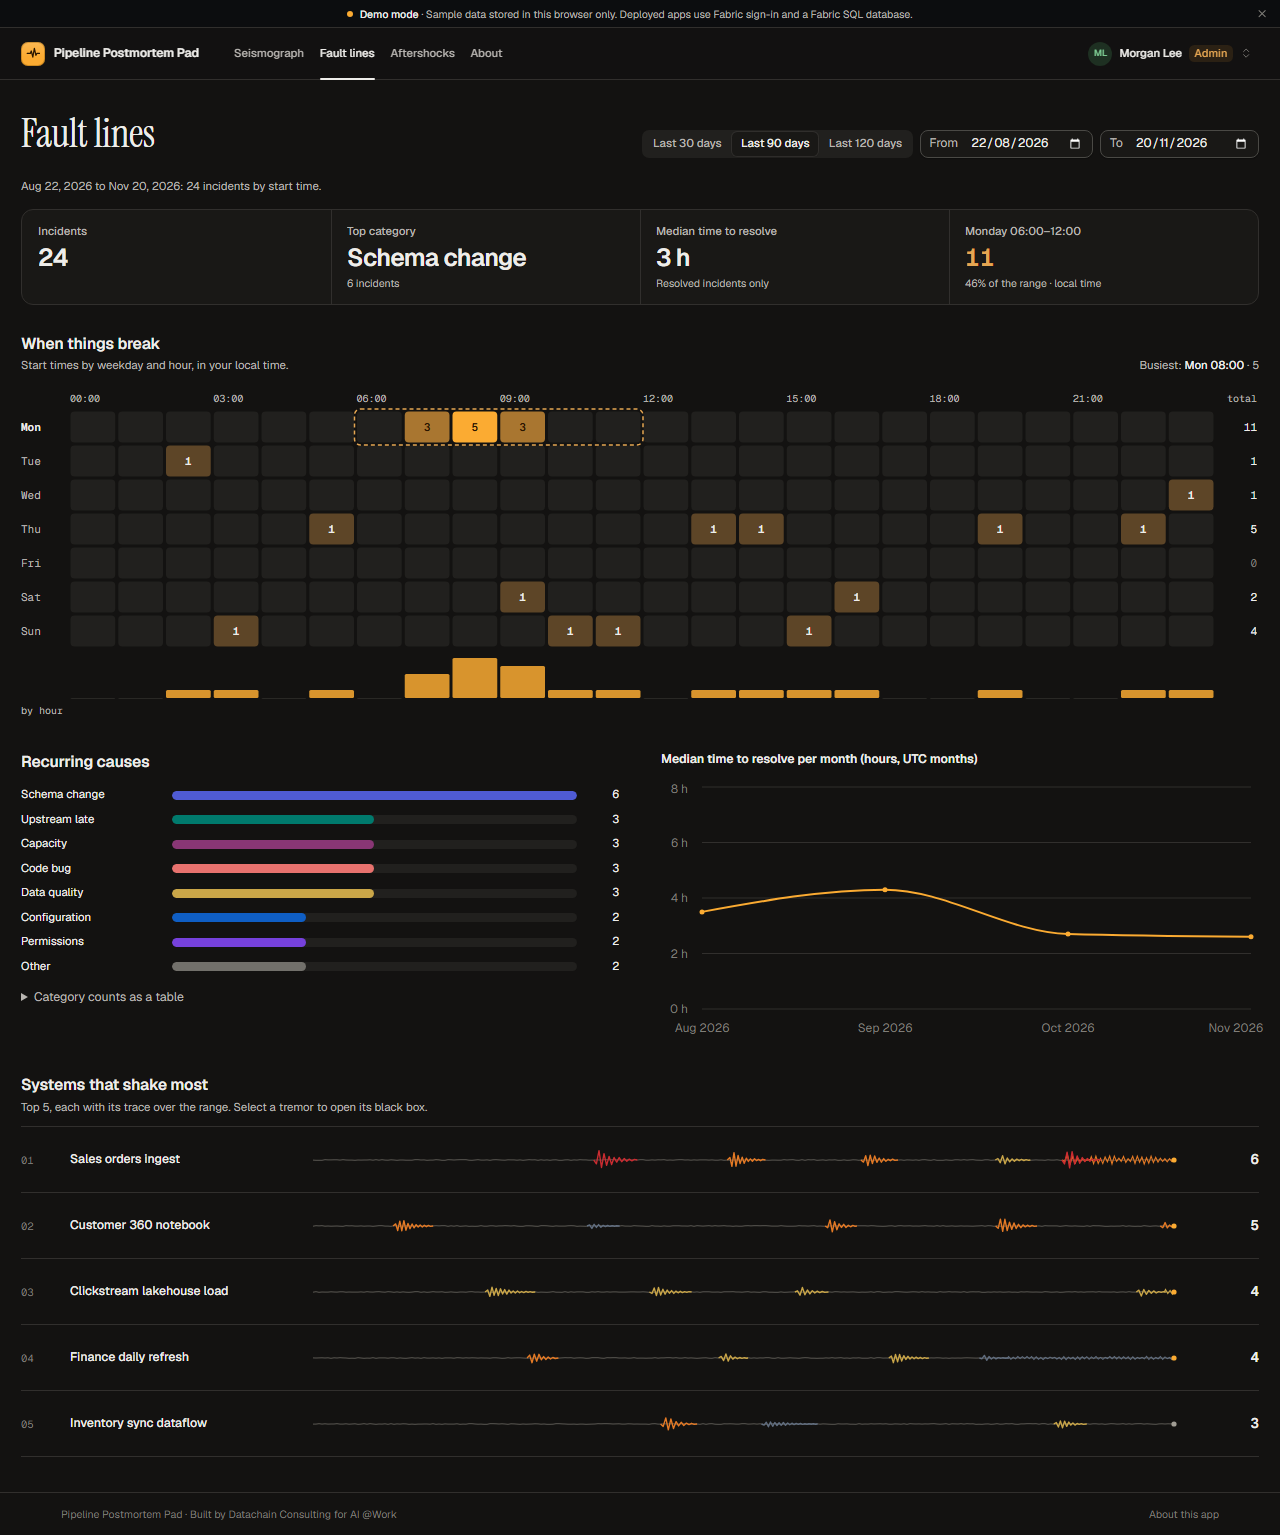 Demo mode · Sample data stored in this browser only. Deployed apps use Fabric sign-in and a Fabric SQL database.
Pipeline Postmortem Pad Seismograph Fault lines Aftershocks About ML Morgan Lee Admin
Fault lines
Last 30 days Last 90 days Last 120 days From 22/08/2026 To 20/11/2026
Aug 22, 2026 to Nov 20, 2026: 24 incidents by start time.
Incidents
24
Top category
Schema change
6 incidents
Median time to resolve
3 h
Resolved incidents only
Monday 06:00–12:00
11
46% of the range · local time
When things break
Start times by weekday and hour, in your local time. Busiest: Mon 08:00 · 5
00:00 03:00 06:00 09:00 12:00 15:00 18:00 21:00 total
Mon 3 5 3 11
Tue 1 1
Wed 1 1
Thu 1 1 1 1 1 5
Fri 0
Sat 1 1 2
Sun 1 1 1 1 4
by hour
Recurring causes
Schema change 6
Upstream late 3
Capacity 3
Code bug 3
Data quality 3
Configuration 2
Permissions 2
Other 2
Category counts as a table
Median time to resolve per month (hours, UTC months)
8 h
6 h
4 h
2 h
0 h
Aug 2026 Sep 2026 Oct 2026 Nov 2026
Systems that shake most
Top 5, each with its trace over the range. Select a tremor to open its black box.
01 Sales orders ingest 6
02 Customer 360 notebook 5
03 Clickstream lakehouse load 4
04 Finance daily refresh 4
05 Inventory sync dataflow 3
Pipeline Postmortem Pad · Built by Datachain Consulting for AI @Work About this app